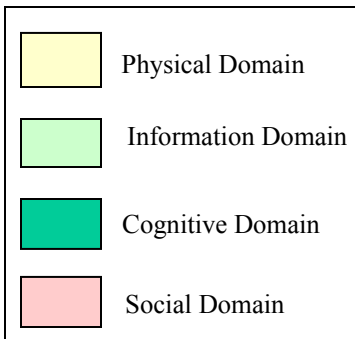 Physical Domain
Information Domain
Cognitive Domain
Social Domain